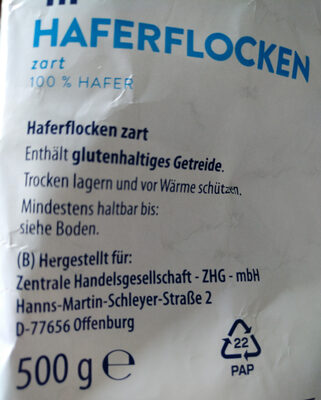 HAFERFLOCKEN
zart
100 % HAFER
Haferflocken zart
Enthält glutenhaltiges Getreide.
Trocken lagern und vor Wärme schützen.
Mindestens haltbar bis:
siehe Boden.
(B) Hergestellt für:
Zentrale Handelsgesellschaft - ZHG - mbH
Hanns-Martin-Schleyer-Straße 2
D-77656 Offenburg
500 g ℮
22
PAP